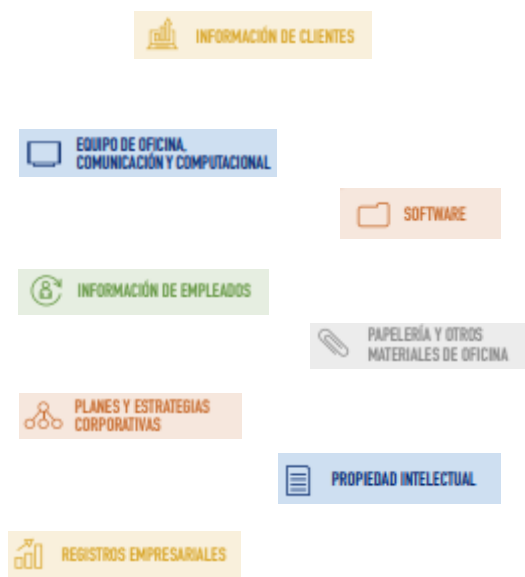 INFORMACIÓN DE CLIENTES
EQUIPO DE OFICINA,
COMUNICACIÓN Y COMPUTACIONAL
SOFTWARE
INFORMACIÓN DE EMPLEADOS
PAPELERÍA Y OTROS
MATERIALES DE OFICINA
PLANES Y ESTRATEGIAS
CORPORATIVAS
PROPIEDAD INTELECTUAL
REGISTROS EMPRESARIALES